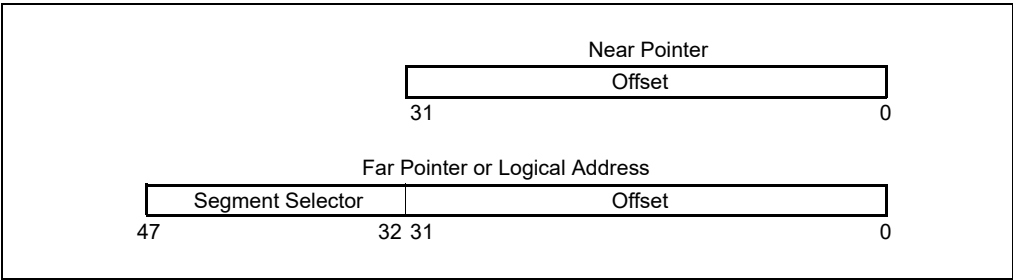 Near Pointer
Offset
31 0
Far Pointer or Logical Address
Segment Selector Offset
47 32 31 0